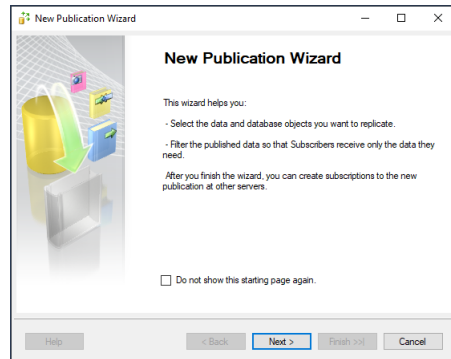 New Publication Wizard
New Publication Wizard
This wizard helps you:
- Select the data and database objects you want to replicate.
- Filter the published data so that Subscribers receive only the data they
need.
After you finish the wizard, you can create subscriptions to the new
publication at other servers.
Do not show this starting page again.
Help < Back Next > Finish >>| Cancel